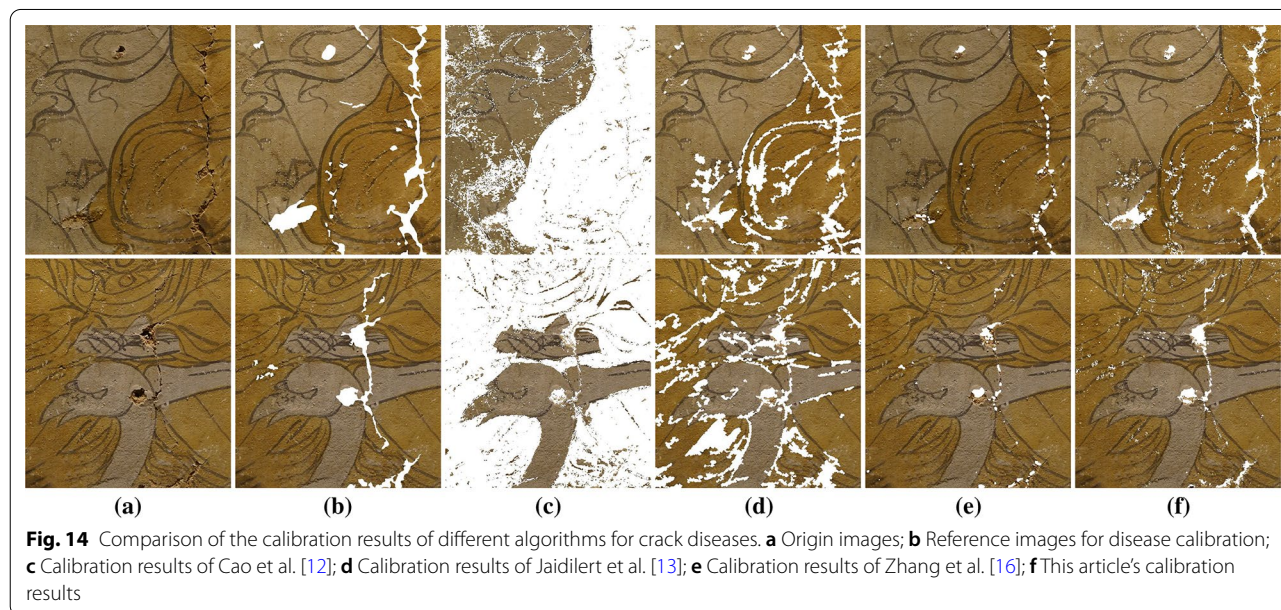 (a) (b) (c) (d) (e) (f)
Fig. 14 Comparison of the calibration results of different algorithms for crack diseases. a Origin images; b Reference images for disease calibration;
c Calibration results of Cao et al. [12]; d Calibration results of Jaidilert et al. [13]; e Calibration results of Zhang et al. [16]; f This article's calibration
results